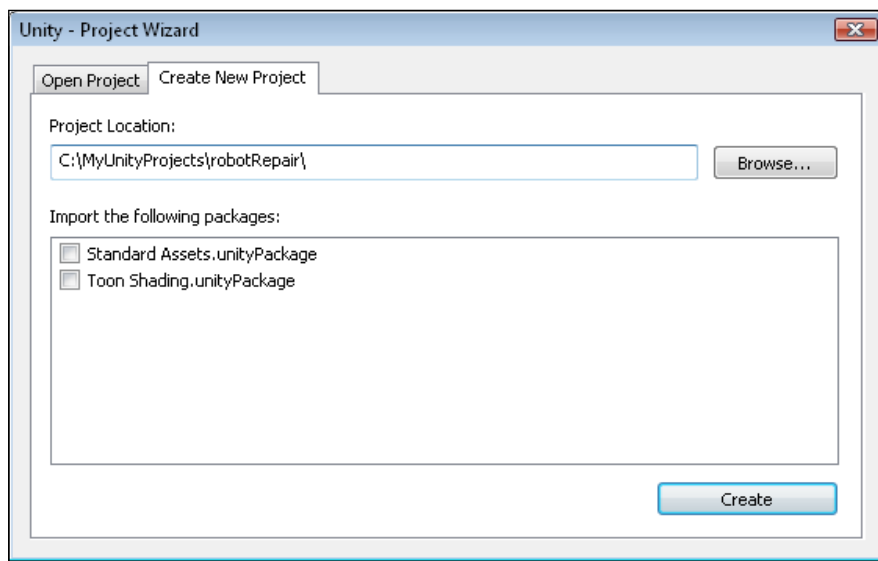 Unity - Project Wizard
Open Project Create New Project
Project Location:
C:\MyUnityProjects\robotRepair\ Browse...
Import the following packages:
Standard Assets.unityPackage
Toon Shading.unityPackage
Create